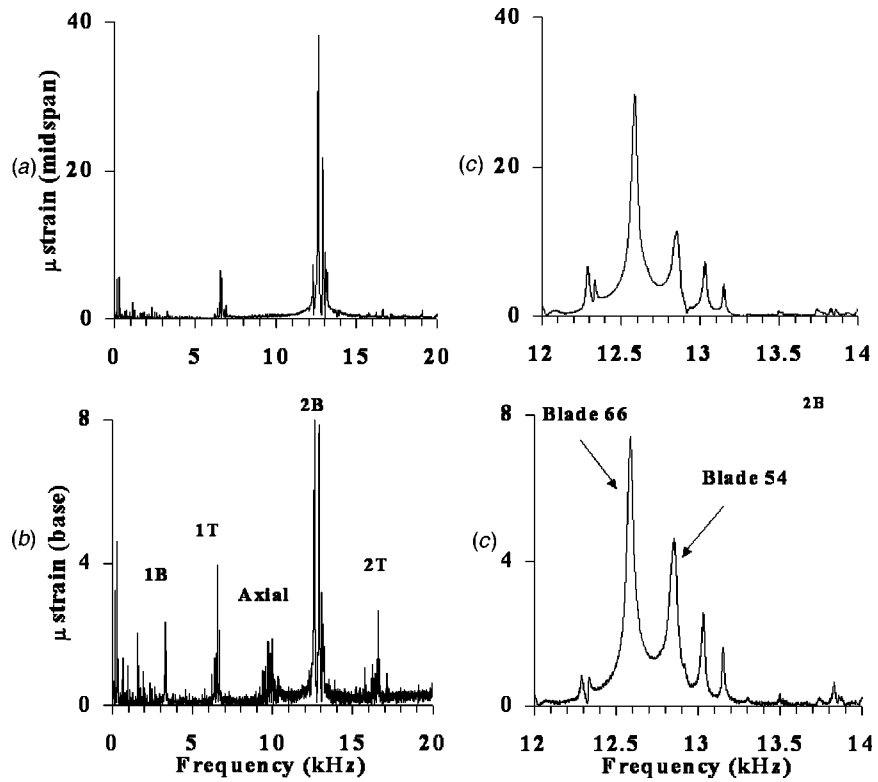 40
20
0
(a)
μ strain (midspan)
0 5 10 15 20
Frequency (kHz)
40
(c) 20
0
12 12.5 13 13.5 14
8
4
0
(b)
μ strain (base)
1B
1T
Axial
2B
2T
0 5 10 15 20
Frequency (kHz)
8
(c) 4
0
Blade 66
Blade 54
2B
12 12.5 13 13.5 14
Frequency (kHz)